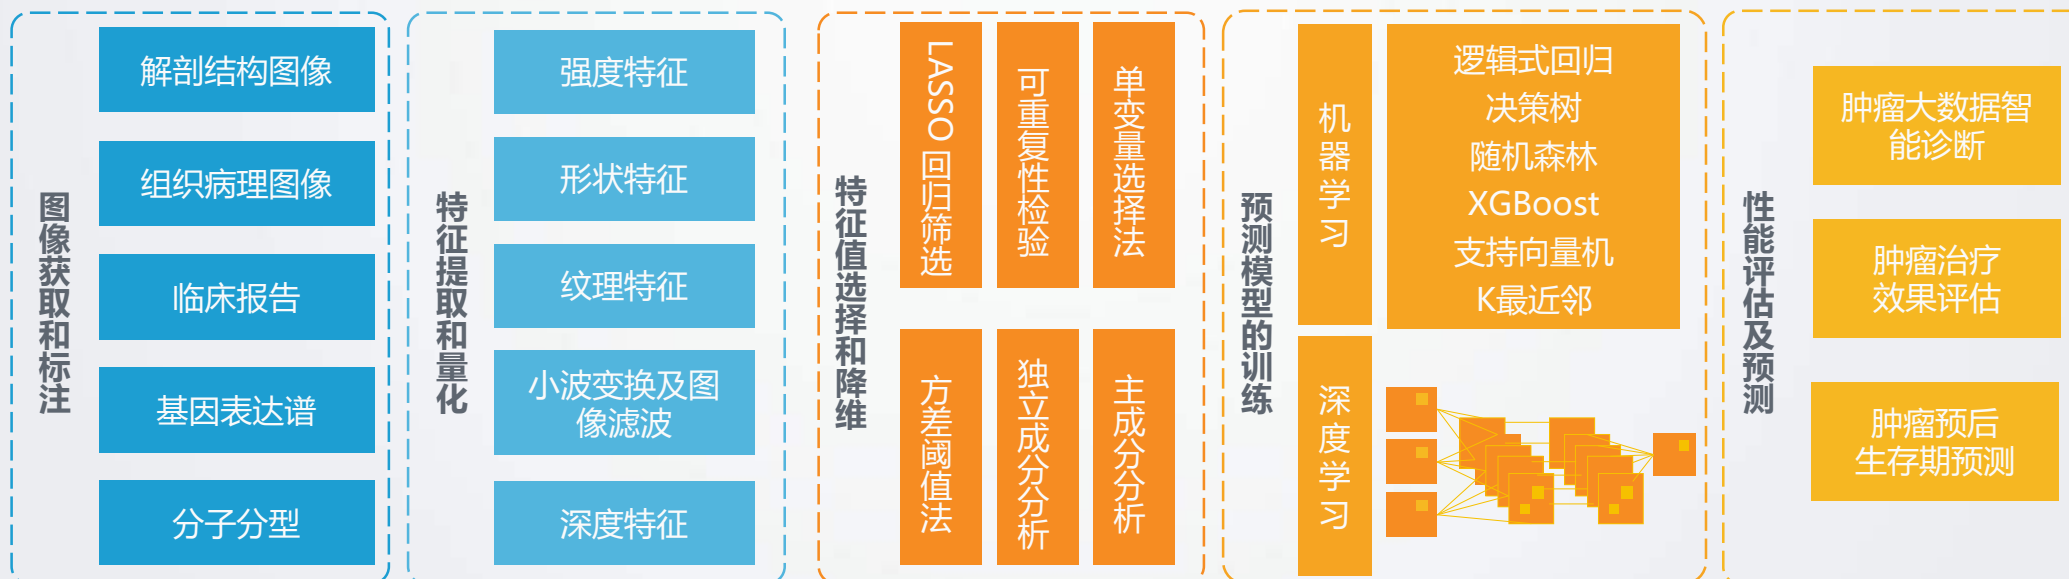 图像获取和标注
解剖结构图像
组织病理图像
临床报告
基因表达谱
分子分型
特征提取和量化
强度特征
形状特征
纹理特征
小波变换及图
像滤波
深度特征
特征值选择和降维
LASSO 回归筛选
可重复性检验
单变量选择法
方差阈值法
独立成分分析
主成分分析
预测模型的训练
机器学习
逻辑式回归
决策树
随机森林
XGBoost
支持向量机
K最近邻
深度学习
性能评估及预测
肿瘤大数据智
能诊断
肿瘤治疗
效果评估
肿瘤预后
生存期预测